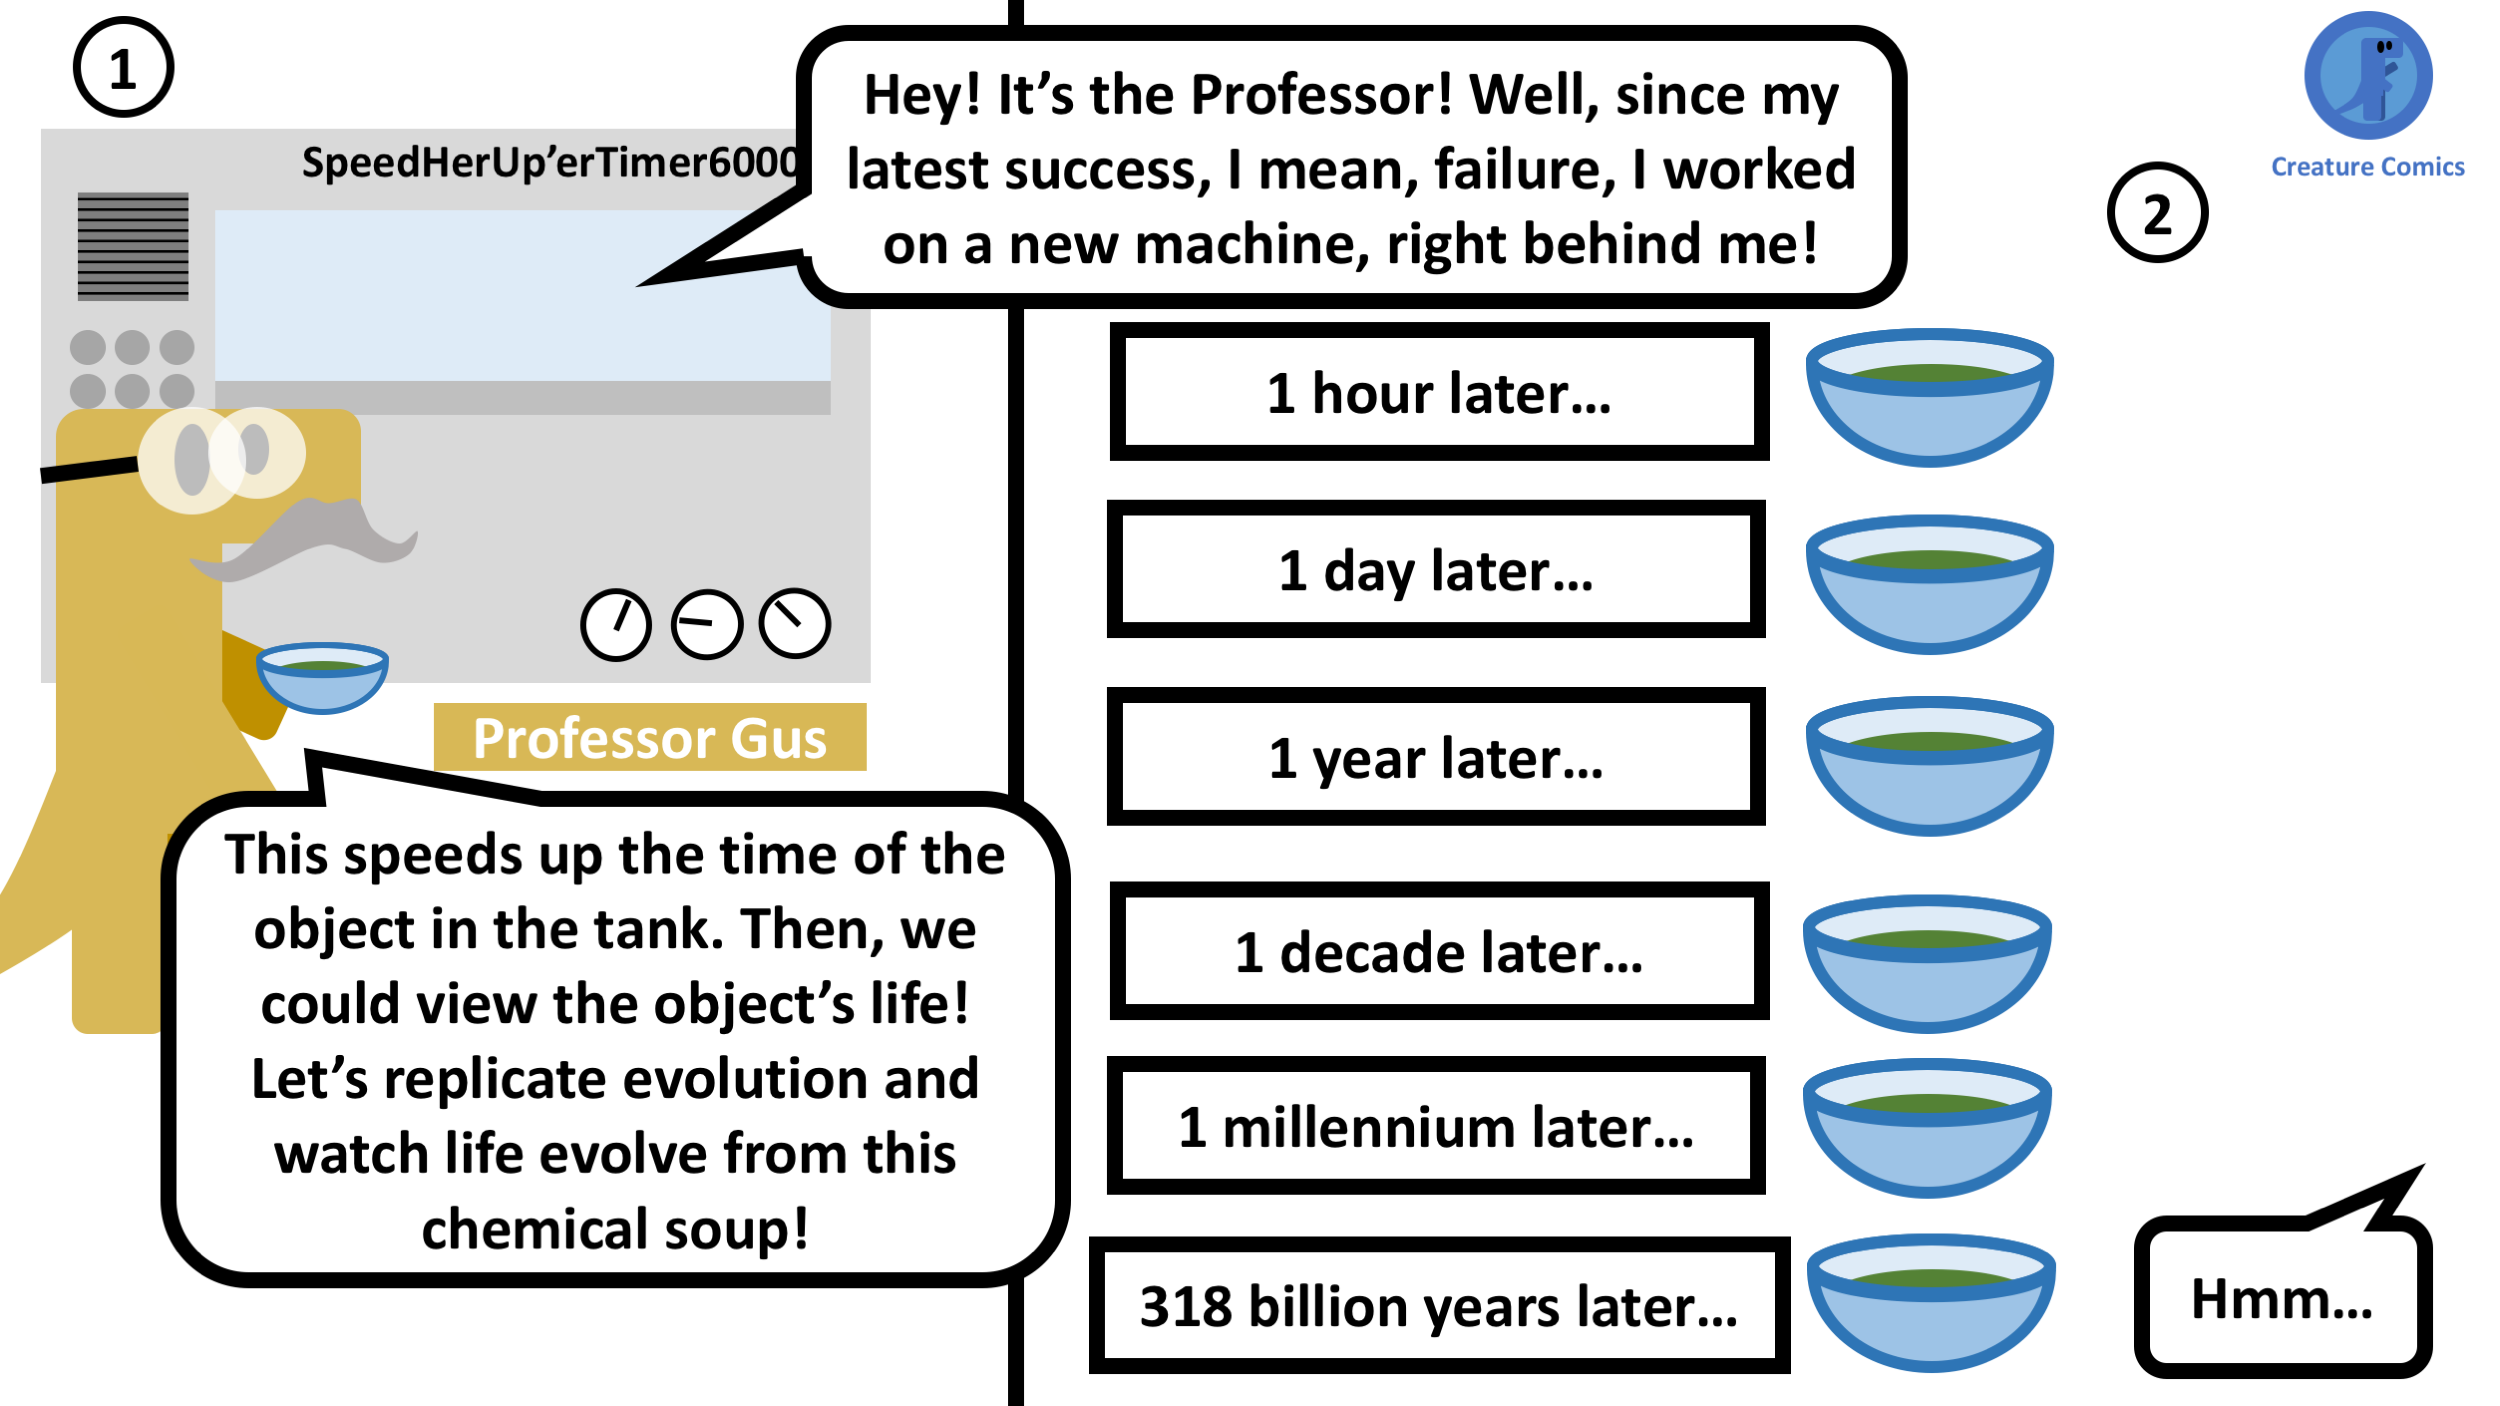 1
SpeedHerUp’erTimer6000
Hey! It’s the Professor! Well, since my
latest success, I mean, failure, I worked
on a new machine, right behind me!
Professor Gus
This speeds up the time of the
object in the tank. Then, we
could view the object’s life!
Let’s replicate evolution and
watch life evolve from this
chemical soup!
Creature Comics
2
1 hour later…
1 day later…
1 year later…
1 decade later…
1 millennium later…
318 billion years later…
Hmm…